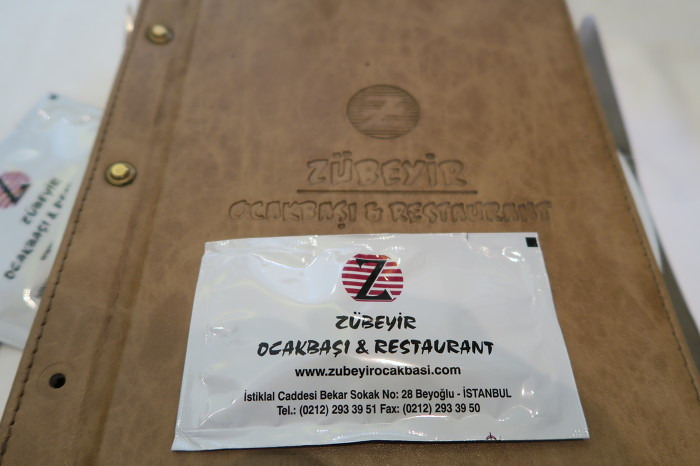 ZÜBEYİR
OCAKBAŞI & RESTAURANT
Z
ZÜBEYİR
OCAKBAŞI & RESTAURANT
www.zubeyirocakbasi.com
İstiklal Caddesi Bekar Sokak No: 28 Beyoğlu - İSTANBUL
Tel.: (0212) 293 39 51 Fax: (0212) 293 39 50
Z
ZÜBEYİR
OCAKBAŞI &